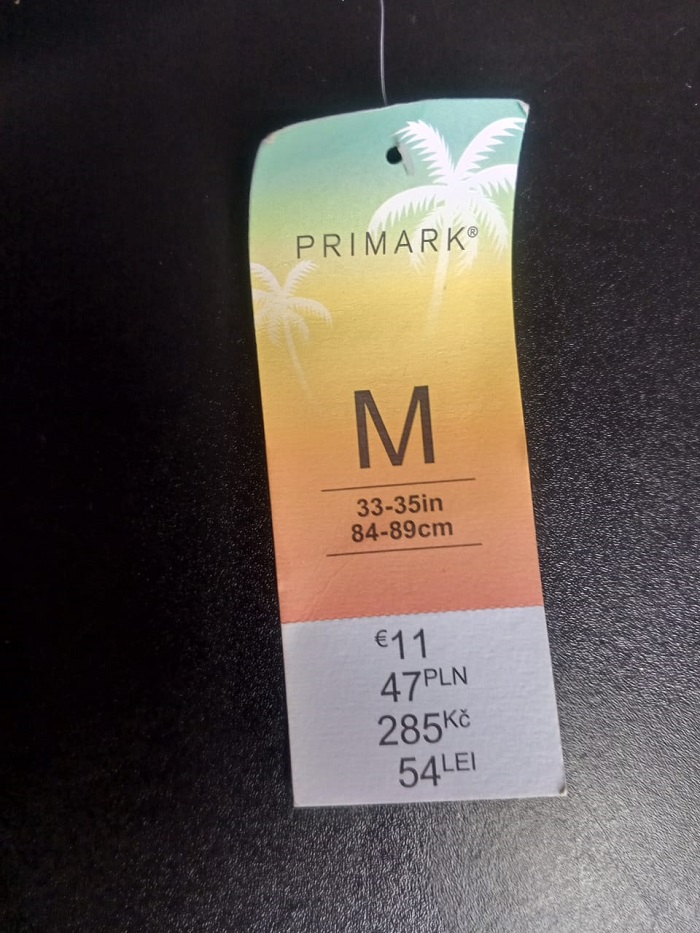 PRIMARK®
M
33-35in
84-89cm
€11
47PLN
285Kč
54LEI